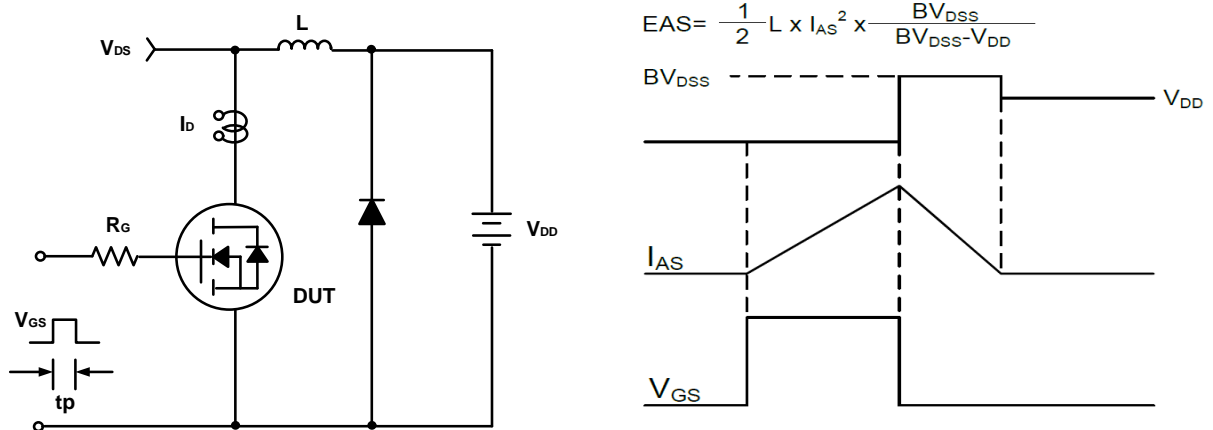 L
VDS
ID
RG
VDD
DUT
VGS
tp
EAS= 1/2 L x IAS² x BVDSS/BVDSS-VDD
BVDSS
VDD
IAS
VGS